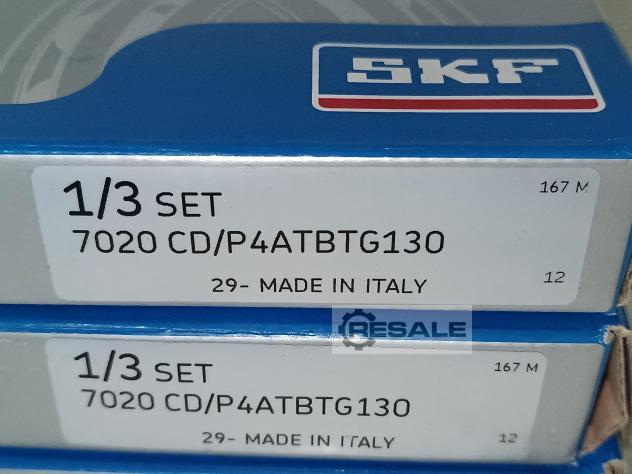 SKF
1/3 SET
167 M
7020 CD/P4ATBTG130
29- MADE IN ITALY
12
RESALE
1/3 SET
167 M
7020 CD/P4ATBTG130
29- MADE IN ITALY
12